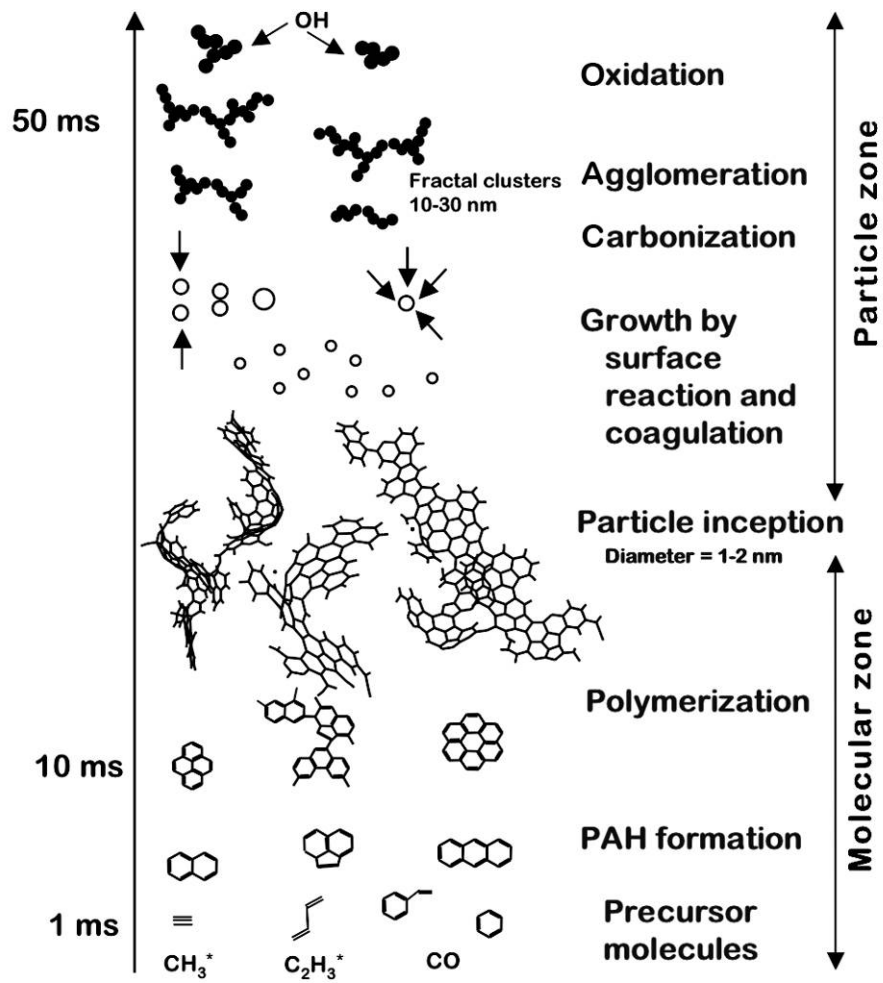 OH
Oxidation
50 ms
Fractal clusters
10-30 nm
Agglomeration
Carbonization
Growth by
surface
reaction and
coagulation
Particle zone
Particle inception
Diameter = 1-2 nm
Polymerization
10 ms
PAH formation
Molecular zone
1 ms
Precursor
molecules
CH₃* C₂H₃* CO